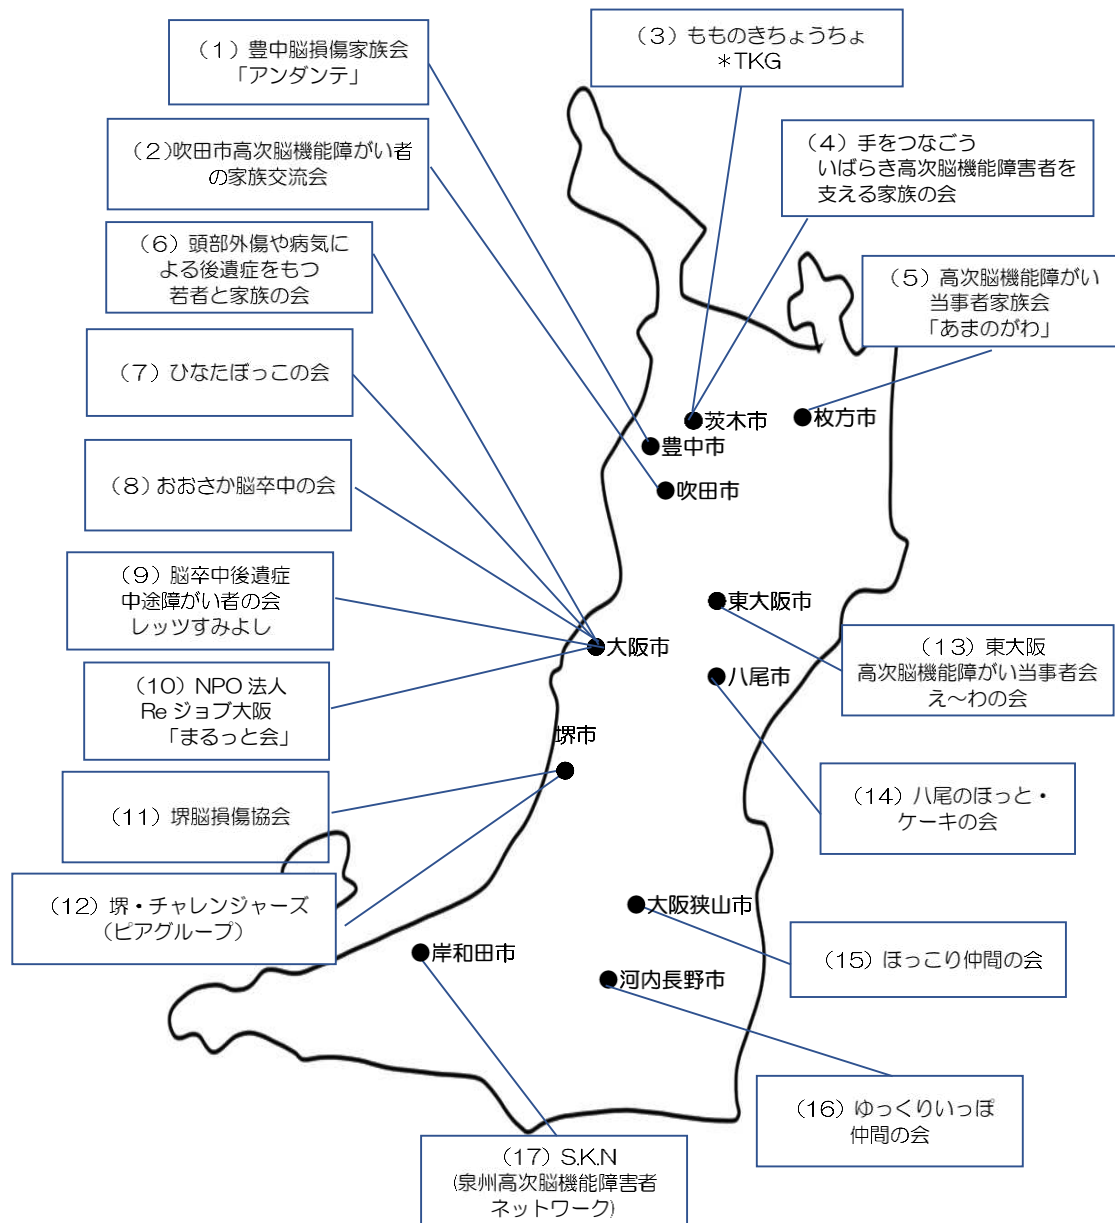 （1）豊中脳損傷家族会
「アンダンテ」
（2）吹田市高次脳機能障がい者
の家族交流会
（3）もものきちょうちょ
＊TKG
（4）手をつなごう
いばらき高次脳機能障害者を
支える家族の会
（5）高次脳機能障がい
当事者家族会
「あまのがわ」
（6）頭部外傷や病気に
よる後遺症をもつ
若者と家族の会
（7）ひなたぼっこの会
（8）おおさか脳卒中の会
（9）脳卒中後遺症
中途障がい者の会
レッツすみよし
（10）NPO 法人
Re ジョブ大阪
「まるっと会」
（11）堺脳損傷協会
（12）堺・チャレンジャーズ
（ピアグループ）
（13）東大阪
高次脳機能障がい当事者会
え～わの会
（14）八尾のほっと・
ケーキの会
（15）ほっこり仲間の会
（16）ゆっくりいっぽ
仲間の会
（17）S.K.N
(泉州高次脳機能障害者
ネットワーク)
茨木市
枚方市
豊中市
吹田市
東大阪市
大阪市
八尾市
堺市
大阪狭山市
岸和田市
河内長野市